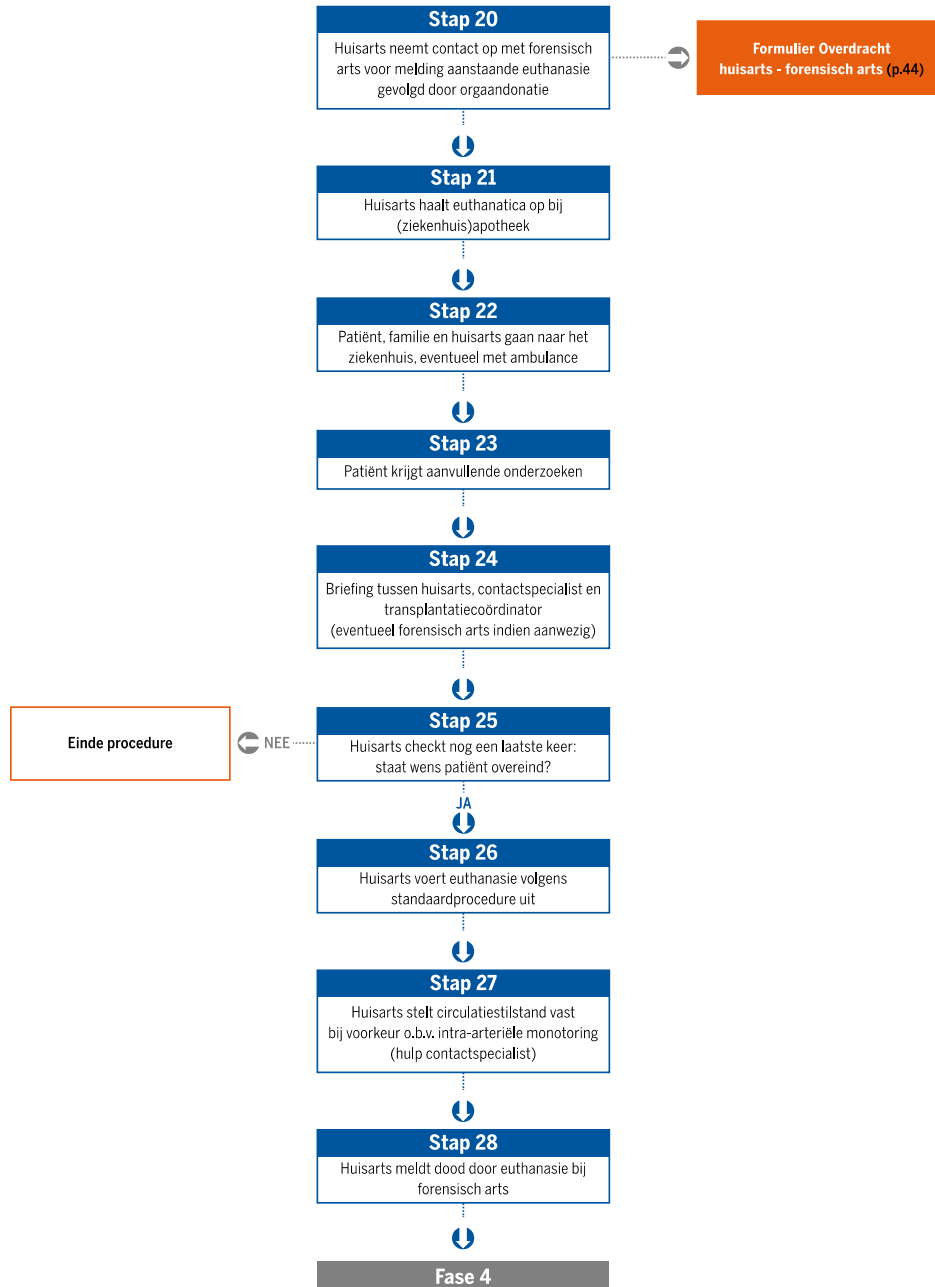 Stap 20
Huisarts neemt contact op met forensisch
arts voor melding aanstaande euthanasie
gevolgd door orgaandonatie
Formulier Overdracht
huisarts - forensisch arts (p.44)
Stap 21
Huisarts haalt euthanatica op bij
(ziekenhuis)apotheek
Stap 22
Patiënt, familie en huisarts gaan naar het
ziekenhuis, eventueel met ambulance
Stap 23
Patiënt krijgt aanvullende onderzoeken
Stap 24
Briefing tussen huisarts, contactspecialist en
transplantatiecoördinator
(eventueel forensisch arts indien aanwezig)
Stap 25
Huisarts checkt nog een laatste keer:
staat wens patiënt overeind?
NEE
Einde procedure
JA
Stap 26
Huisarts voert euthanasie volgens
standaardprocedure uit
Stap 27
Huisarts stelt circulatiestilstand vast
bij voorkeur o.b.v. intra-arteriële monotoring
(hulp contactspecialist)
Stap 28
Huisarts meldt dood door euthanasie bij
forensisch arts
Fase 4